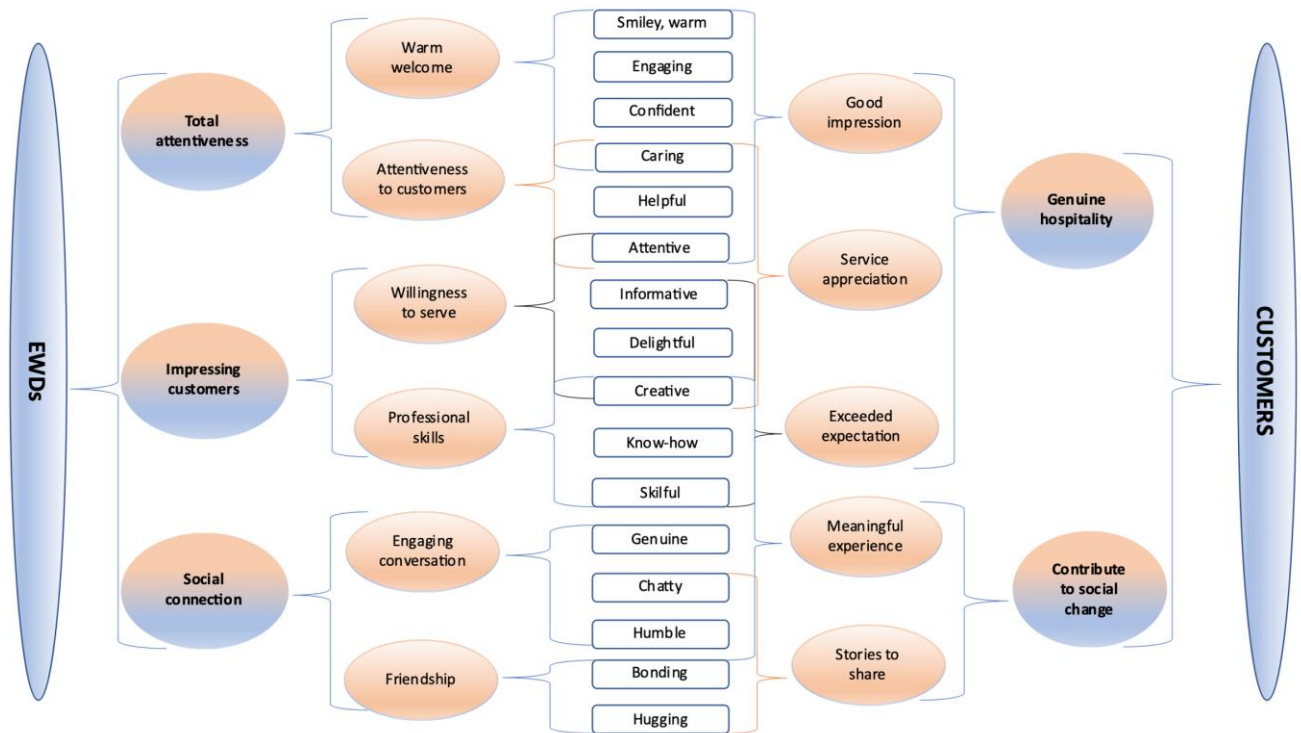 EWDs
Total
attentiveness
Impressing
customers
Social
connection
Warm
welcome
Attentiveness
to customers
Willingness
to serve
Professional
skills
Engaging
conversation
Friendship
Smiley, warm
Engaging
Confident
Caring
Helpful
Attentive
Informative
Delightful
Creative
Know-how
Skilful
Genuine
Chatty
Humble
Bonding
Hugging
Good
impression
Service
appreciation
Exceeded
expectation
Meaningful
experience
Stories to
share
Genuine
hospitality
Contribute
to social
change
CUSTOMERS